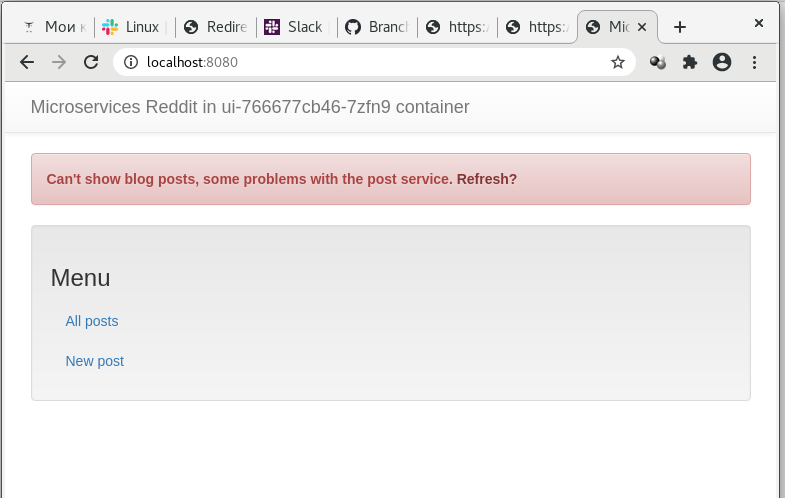 Мои к Linux Redire Slack Branch https:/ https:/ Mic
localhost:8080
Microservices Reddit in ui-766677cb46-7zfn9 container
Can't show blog posts, some problems with the post service. Refresh?
Menu
All posts
New post